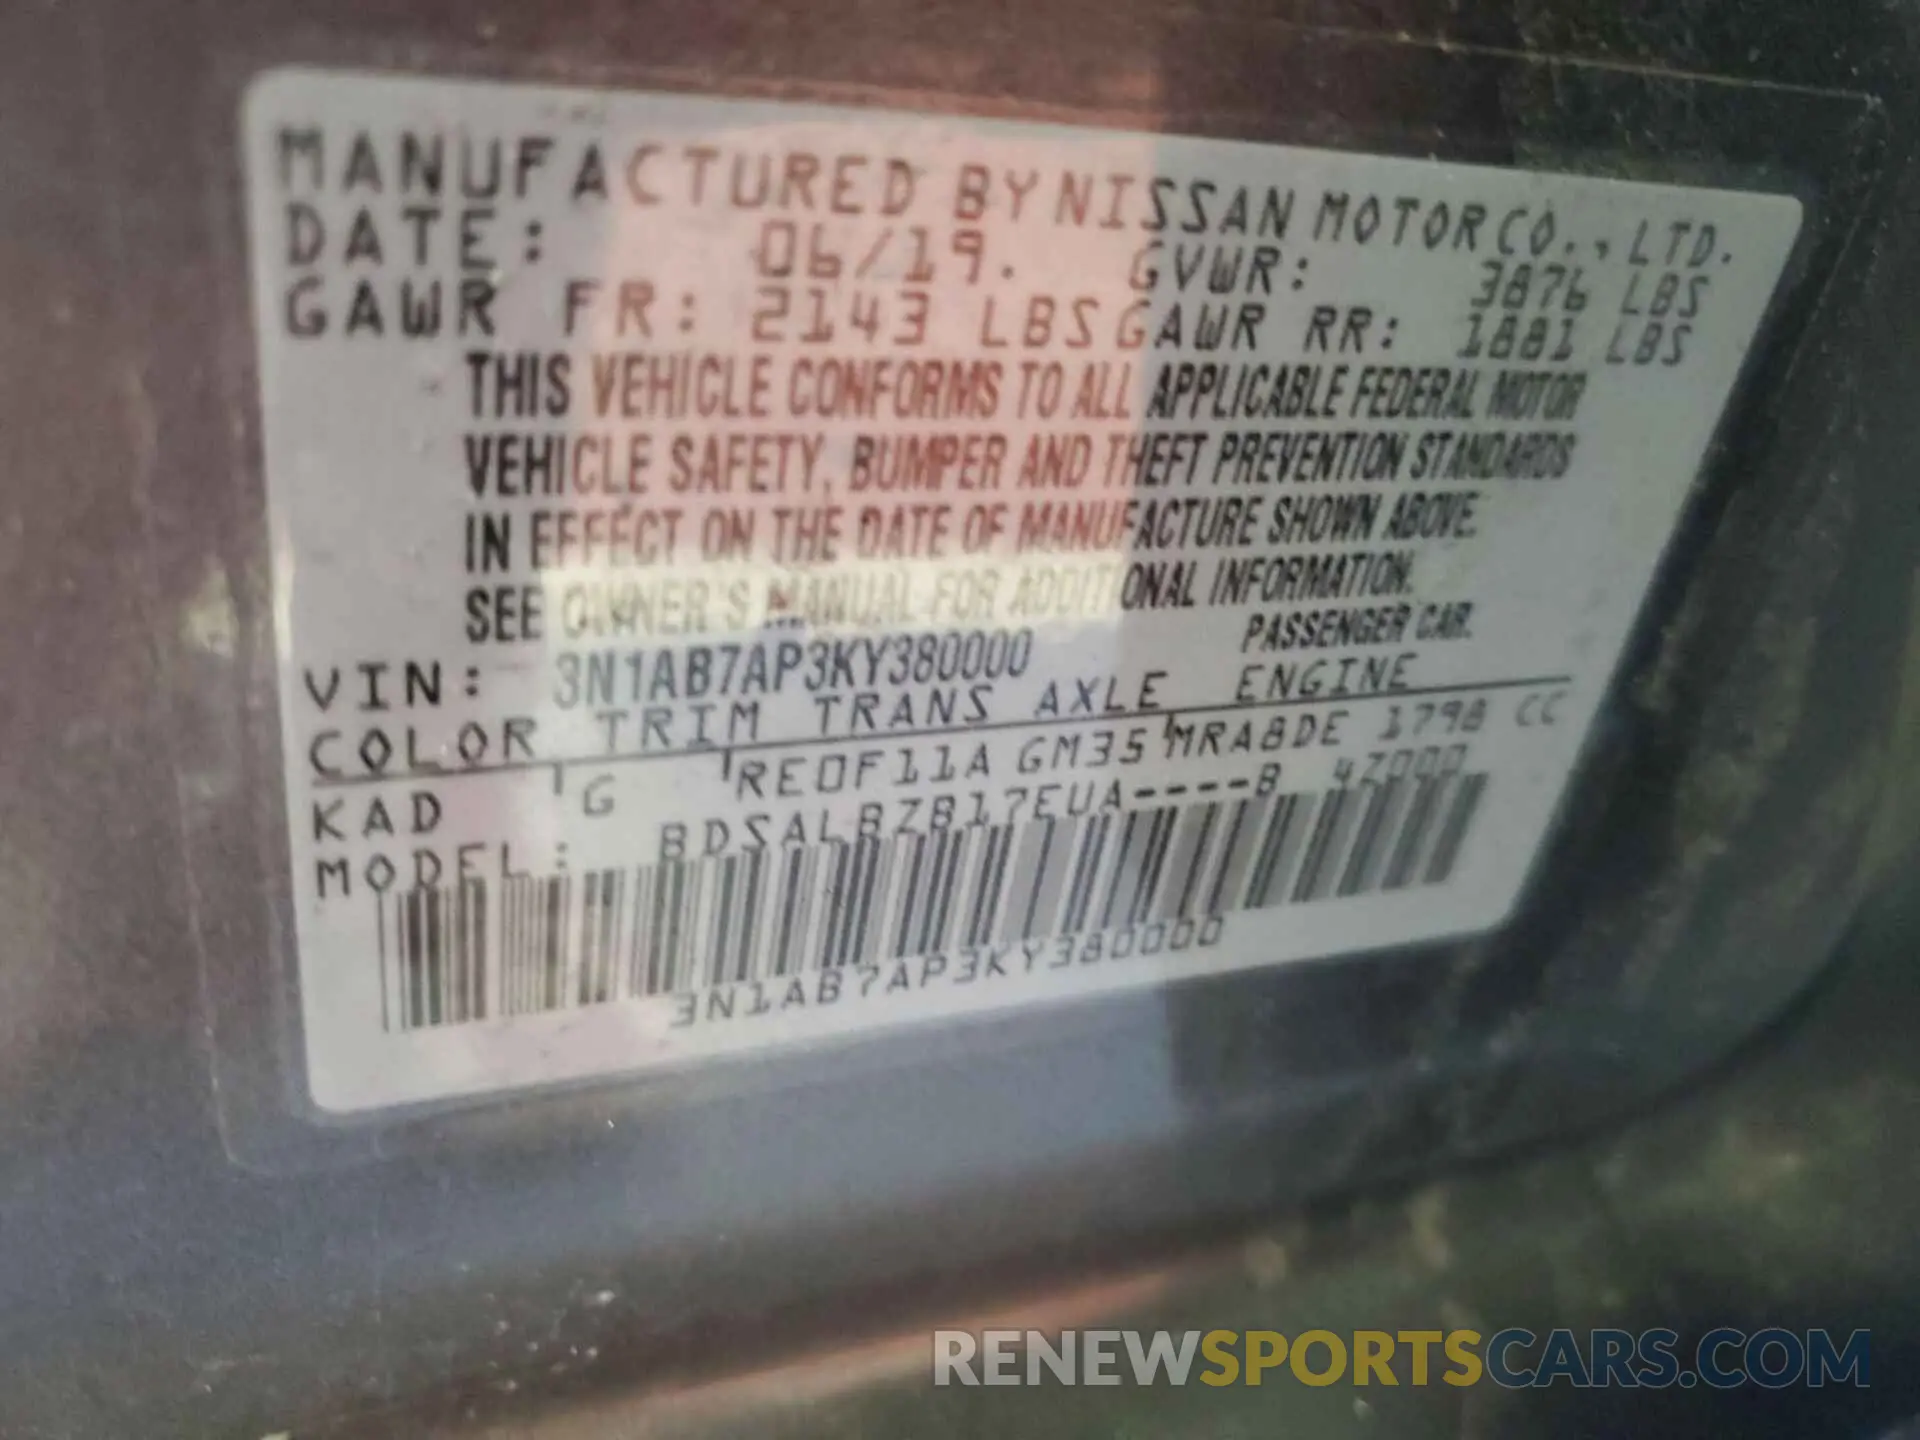 MANUFACTURED BY NISSAN MOTOR CO., LTD.
DATE: 06/19. GVWR: 3876 LBS
GAWR FR: 2143 LBS GAWR RR: 1881 LBS
THIS VEHICLE CONFORMS TO ALL APPLICABLE FEDERAL MOTOR
VEHICLE SAFETY, BUMPER AND THEFT PREVENTION STANDARDS
IN EFFECT ON THE DATE OF MANUFACTURE SHOWN ABOVE.
SEE OWNER'S MANUAL FOR ADDITIONAL INFORMATION.
VIN: 3N1AB7AP3KY380000 PASSENGER CAR.
COLOR TRIM TRANS AXLE ENGINE
KAD G RE0F11A GM35 MRA8DE 1798 CC
MODEL: BDSALBZB17EUA----B 47000
3N1AB7AP3KY380000
RENEWSPORTSCARS.COM